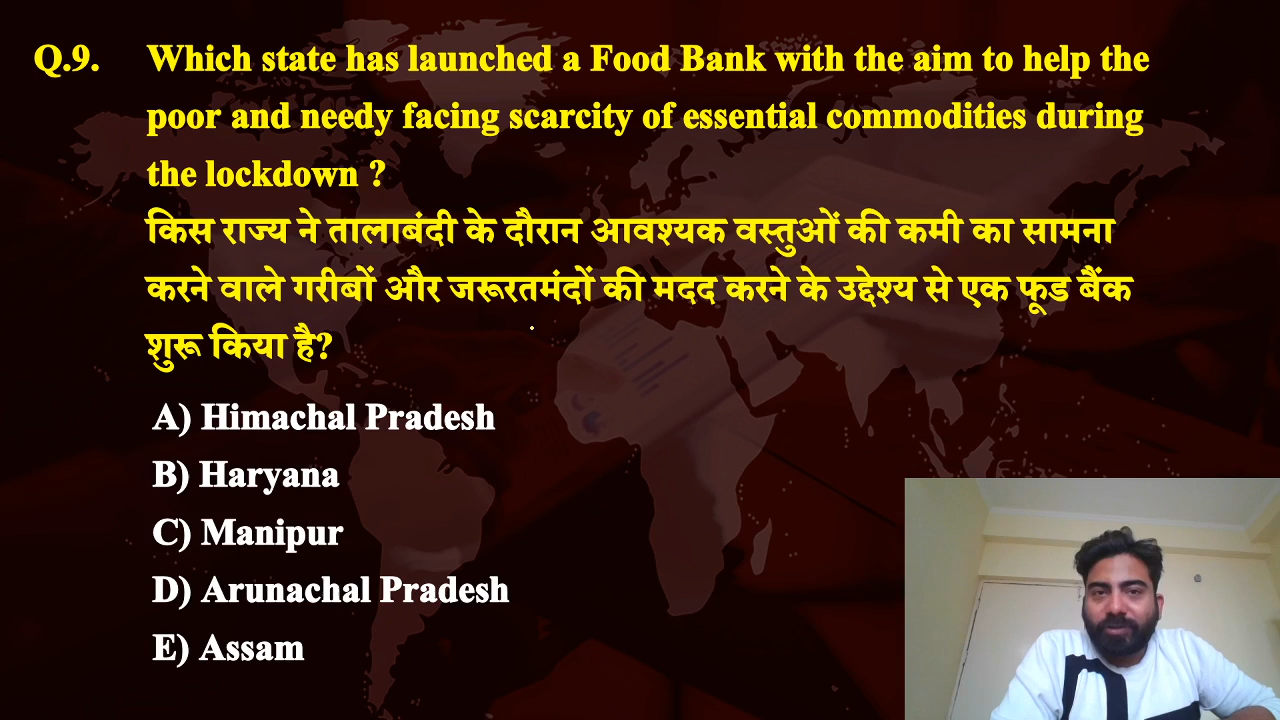 Q.9. Which state has launched a Food Bank with the aim to help the
poor and needy facing scarcity of essential commodities during
the lockdown ?
किस राज्य ने तालाबंदी के दौरान आवश्यक वस्तुओं की कमी का सामना
करने वाले गरीबों और जरूरतमंदों की मदद करने के उद्देश्य से एक फूड बैंक
शुरू किया है?
A) Himachal Pradesh
B) Haryana
C) Manipur
D) Arunachal Pradesh
E) Assam